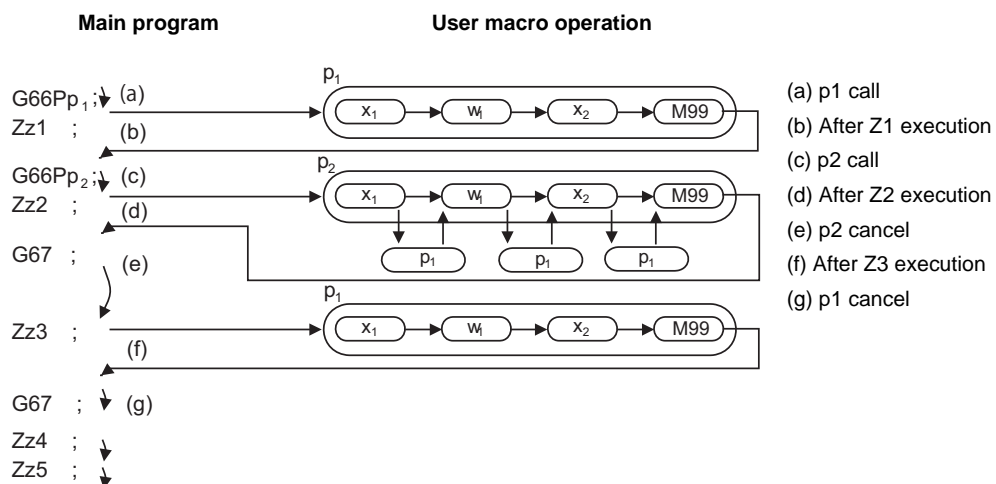 Main program
User macro operation
G66Pp1 ; (a)
Zz1 ;
(b)
p1
x1 w1 x2 M99
G66Pp2 ; (c)
Zz2 ;
(d)
p2
x1 w1 x2 M99
p1 p1 p1
G67 ;
(e)
p1
Zz3 ;
x1 w1 x2 M99
(f)
G67 ; (g)
Zz4 ;
Zz5 ;
(a) p1 call
(b) After Z1 execution
(c) p2 call
(d) After Z2 execution
(e) p2 cancel
(f) After Z3 execution
(g) p1 cancel